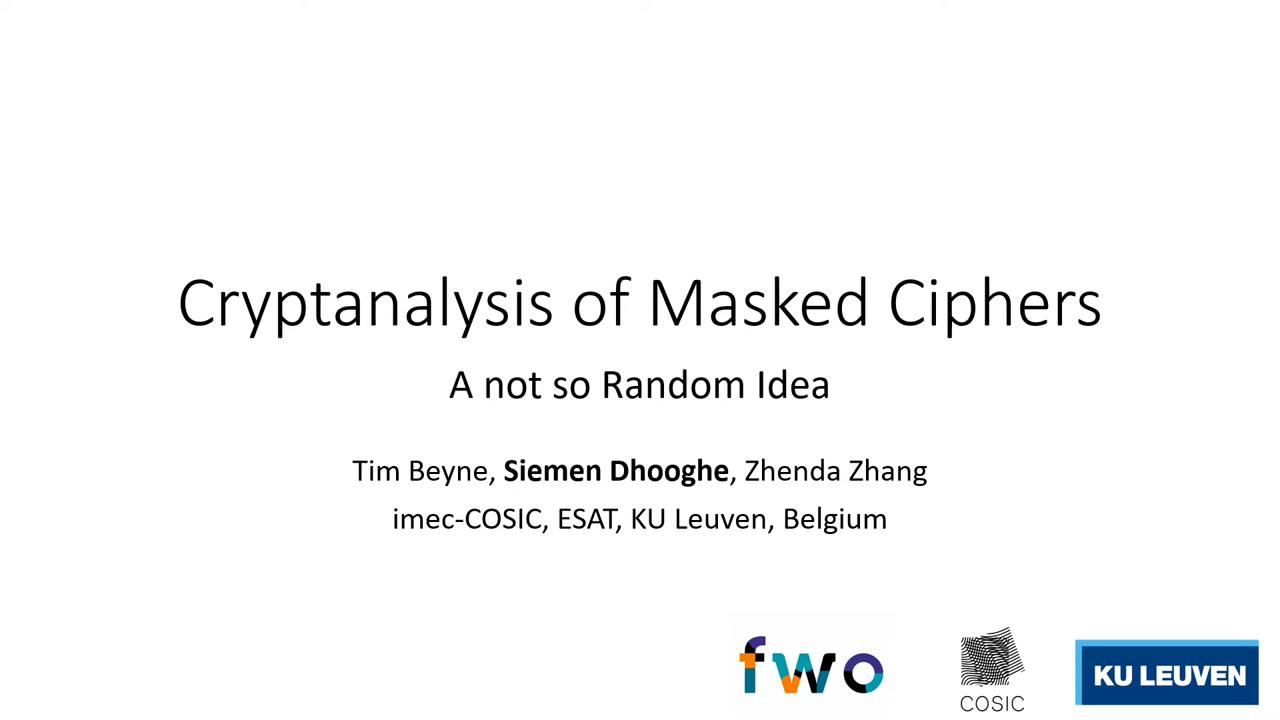 Cryptanalysis of Masked Ciphers
A not so Random Idea
Tim Beyne, Siemen Dhooghe, Zhenda Zhang
imec-COSIC, ESAT, KU Leuven, Belgium
fwo
COSIC
KU LEUVEN